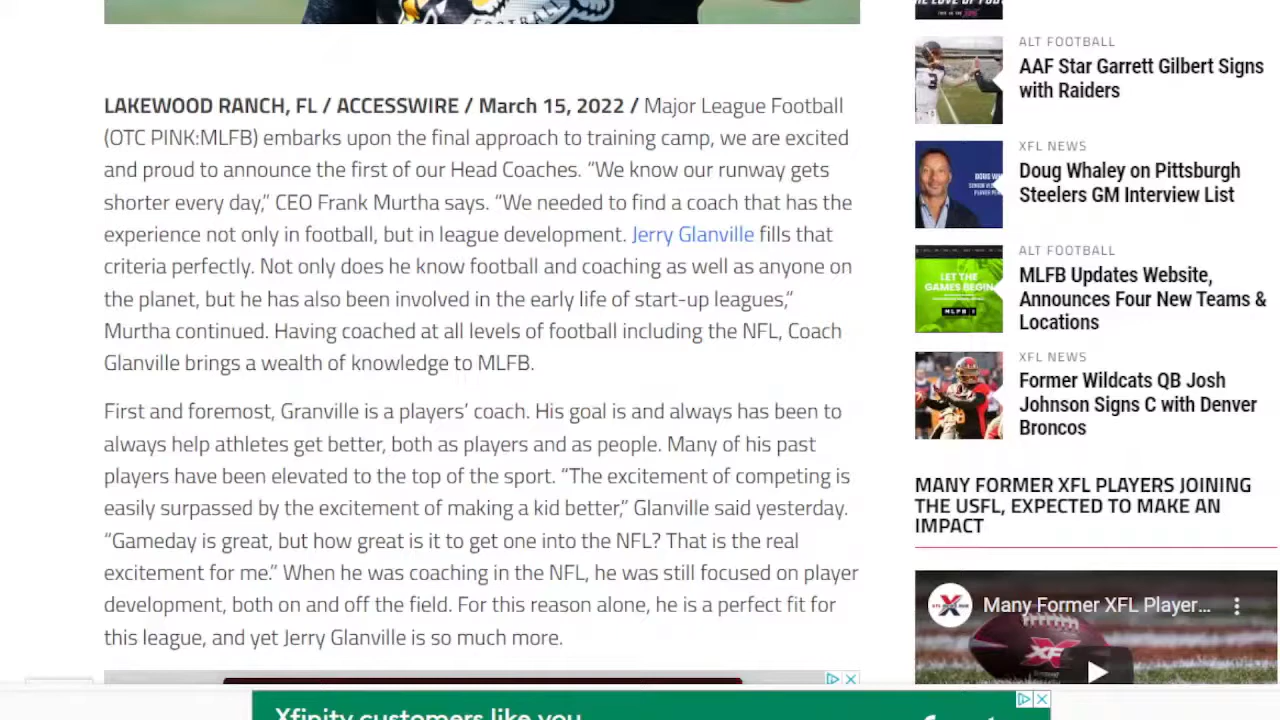 FOOTBALL
LAKEWOOD RANCH, FL / ACCESSWIRE / March 15, 2022 / Major League Football
(OTC PINK:MLFB) embarks upon the final approach to training camp, we are excited
and proud to announce the first of our Head Coaches. “We know our runway gets
shorter every day,” CEO Frank Murtha says. “We needed to find a coach that has the
experience not only in football, but in league development. Jerry Glanville fills that
criteria perfectly. Not only does he know football and coaching as well as anyone on
the planet, but he has also been involved in the early life of start-up leagues,”
Murtha continued. Having coached at all levels of football including the NFL, Coach
Glanville brings a wealth of knowledge to MLFB.
First and foremost, Granville is a players’ coach. His goal is and always has been to
always help athletes get better, both as players and as people. Many of his past
players have been elevated to the top of the sport. “The excitement of competing is
easily surpassed by the excitement of making a kid better,” Glanville said yesterday.
“Gameday is great, but how great is it to get one into the NFL? That is the real
excitement for me.” When he was coaching in the NFL, he was still focused on player
development, both on and off the field. For this reason alone, he is a perfect fit for
this league, and yet Jerry Glanville is so much more.
ALT FOOTBALL
AAF Star Garrett Gilbert Signs
with Raiders
XFL NEWS
Doug Whaley on Pittsburgh
Steelers GM Interview List
DOUG
ALT FOOTBALL
MLFB Updates Website,
Announces Four New Teams &
Locations
LET THE
GAMES BEGIN
MLFB
XFL NEWS
Former Wildcats QB Josh
Johnson Signs C with Denver
Broncos
MANY FORMER XFL PLAYERS JOINING
THE USFL, EXPECTED TO MAKE AN
IMPACT
Many Former XFL Player...
XFL
Xfinity customers like you